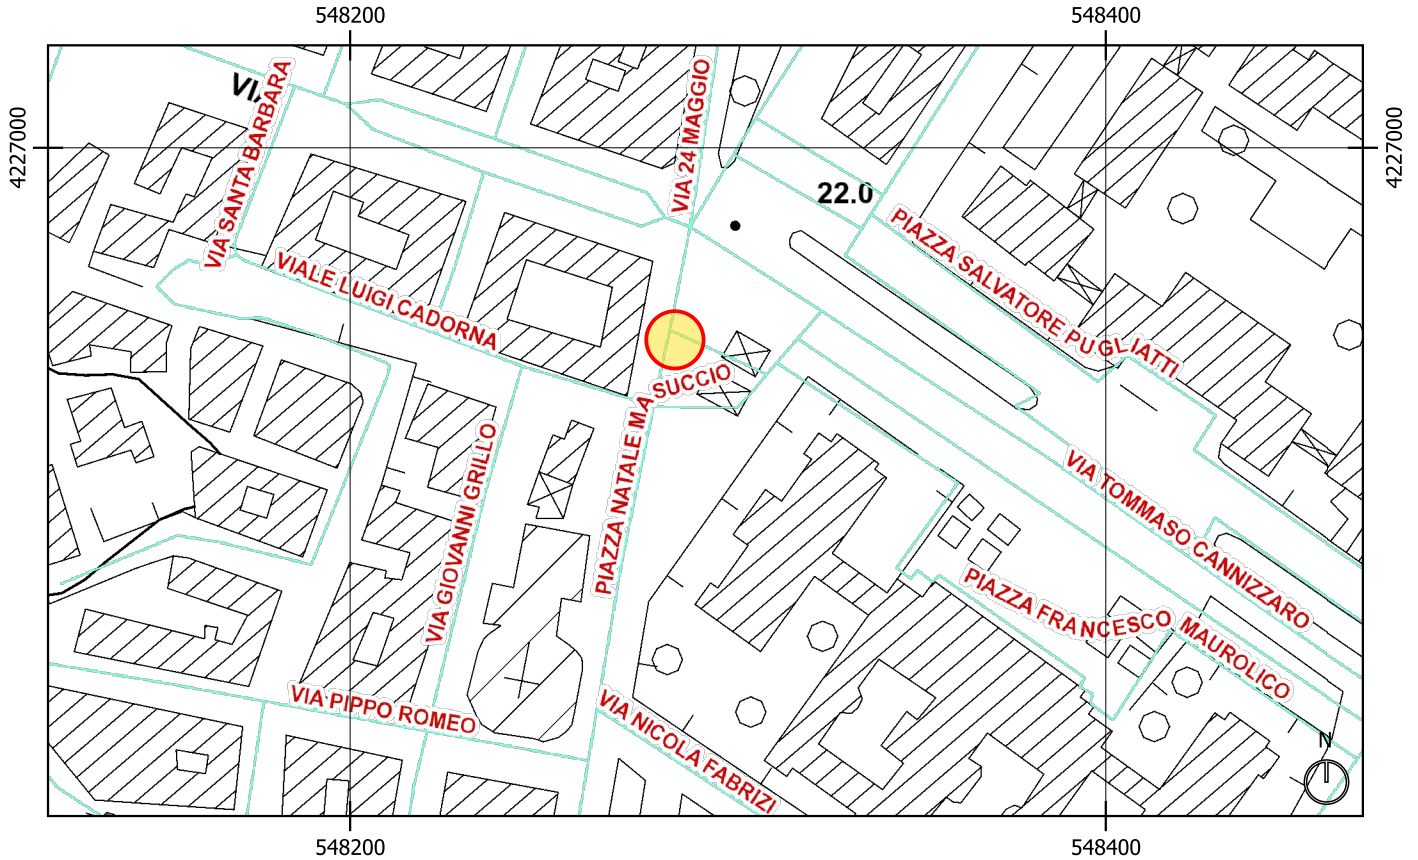 548200 548400
4227000 4227000
VIA
VIA SANTA BARBARA
VIA 24 MAGGIO
22.0
PIAZZA SALVATORE PUGLIATTI
VIALE LUIGI CADORNA
PIAZZA NATALE MASUCCIO
VIA GIOVANNI GRILLO
VIA TOMMASO CANNIZZARO
PIAZZA FRANCESCO MAUROLICO
VIA PIPPO ROMEO
VIA NICOLA FABRIZI
N
548200 548400